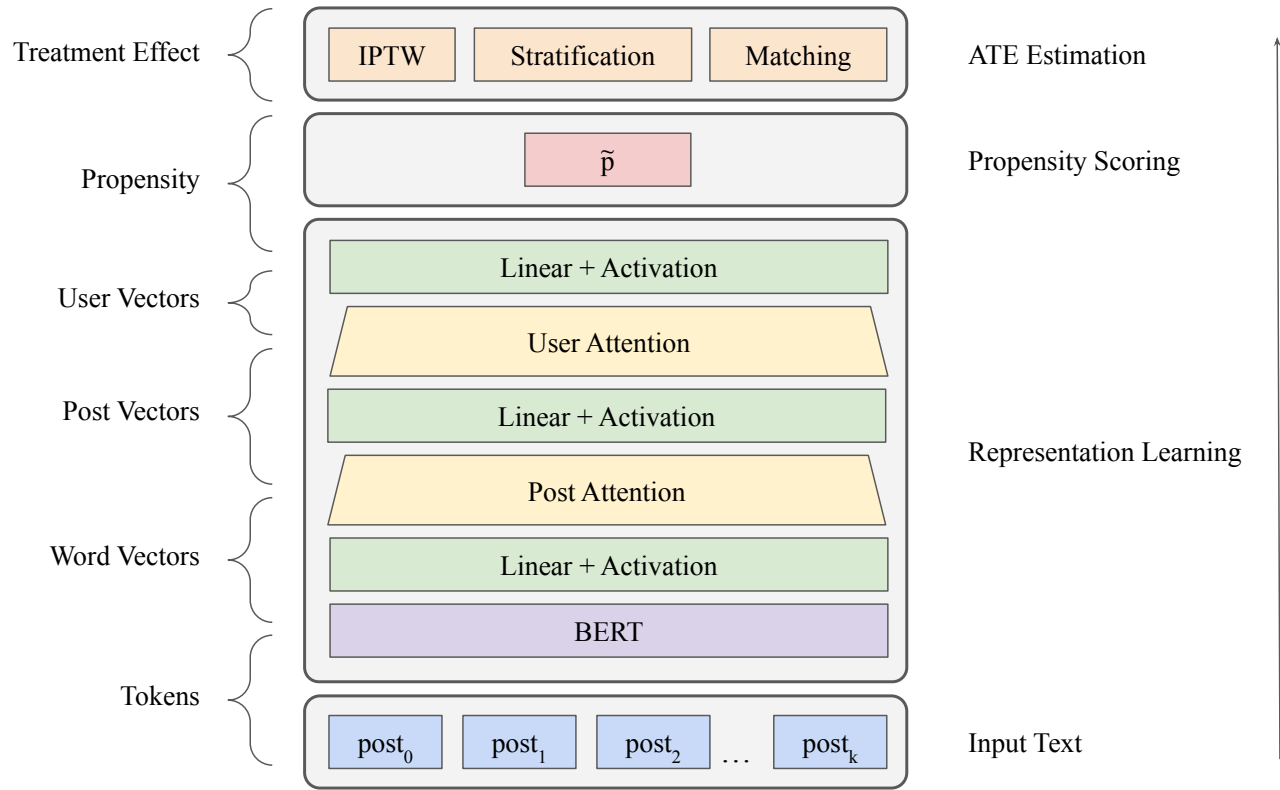 Treatment Effect IPTW Stratification Matching ATE Estimation
Propensity p̃ Propensity Scoring
Linear + Activation
User Vectors
User Attention
Post Vectors Linear + Activation
Representation Learning
Post Attention
Word Vectors Linear + Activation
BERT
Tokens
post₀ post₁ post₂ ... postₖ Input Text